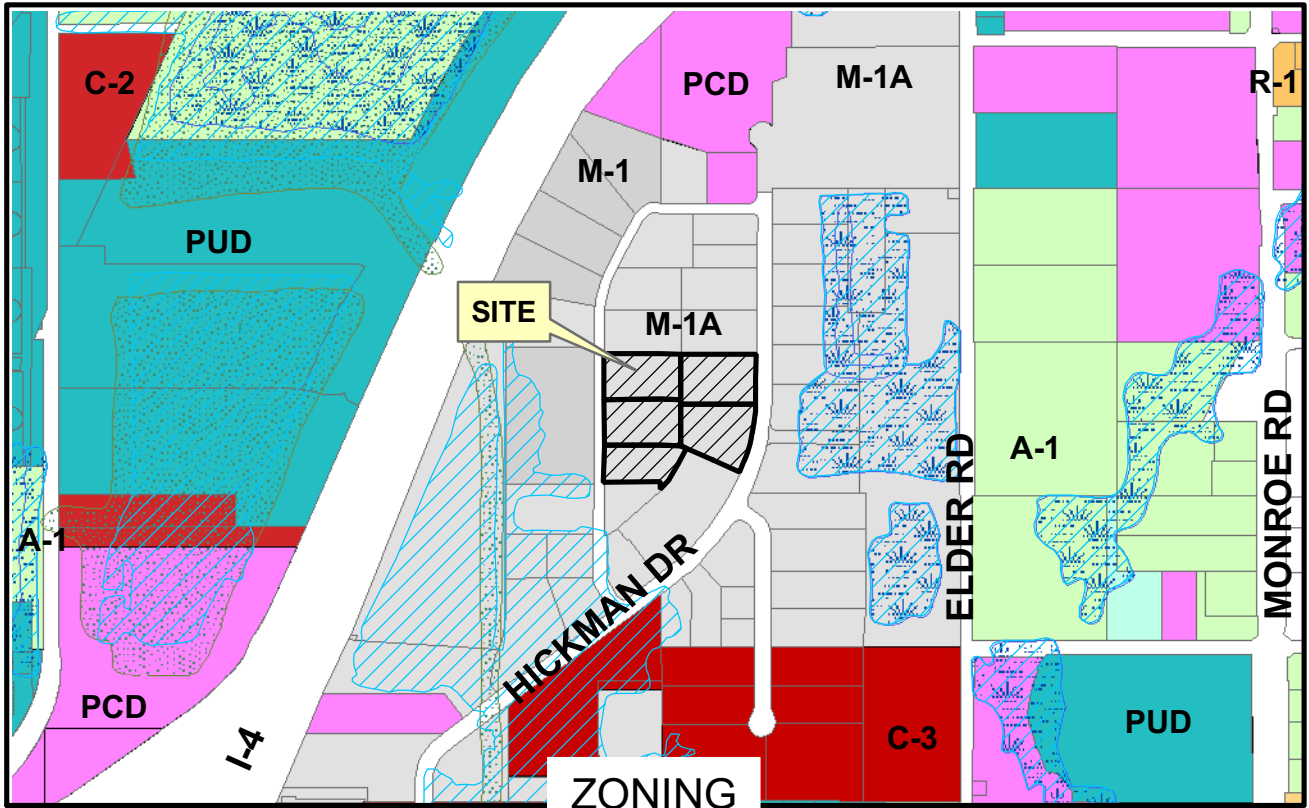 C-2
PCD
M-1A
R-1
M-1
PUD
SITE
M-1A
A-1
MONROE RD
ELDER RD
A-1
HICKMAN DR
PCD
I-4
C-3
PUD
ZONING